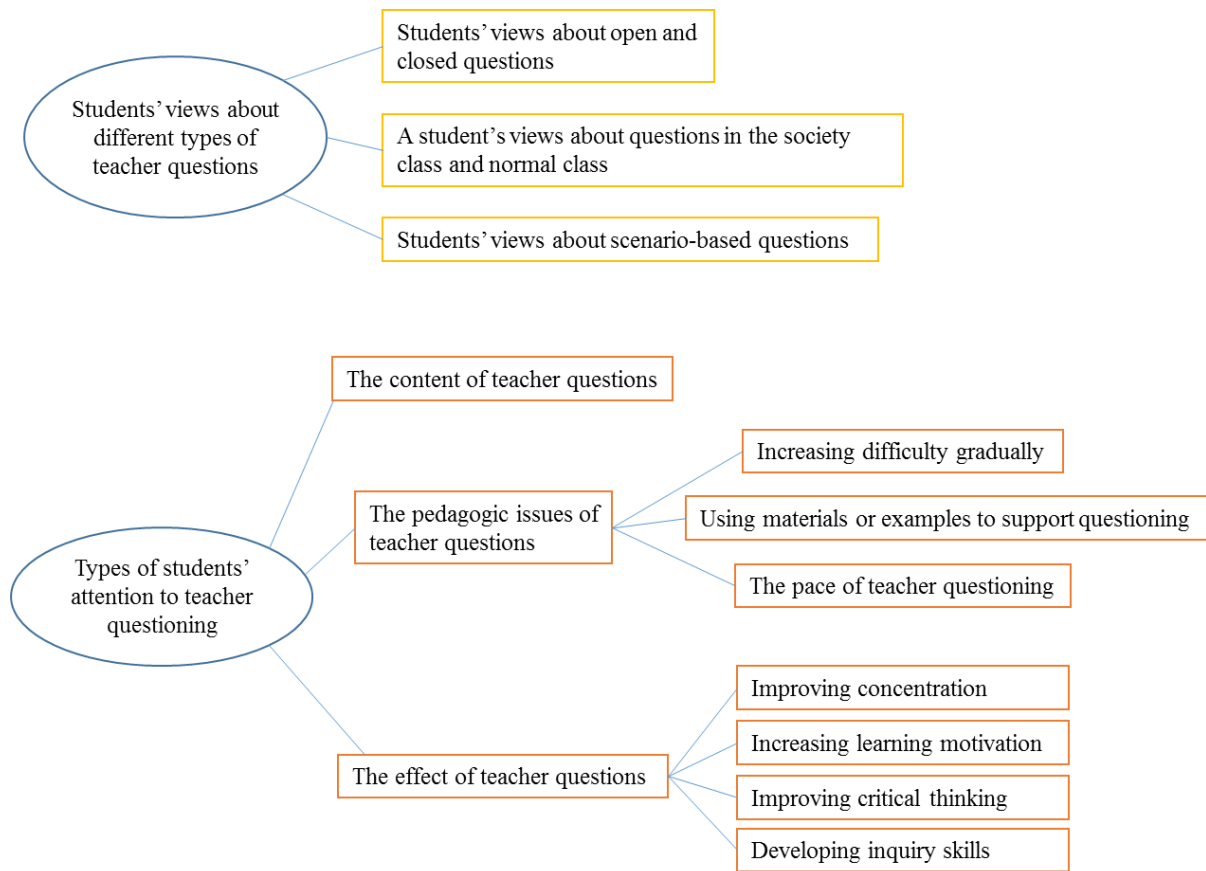 Students' views about
different types of
teacher questions
Students' views about open and
closed questions
A student's views about questions in the society
class and normal class
Students' views about scenario-based questions
Types of students'
attention to teacher
questioning
The content of teacher questions
The pedagogic issues of
teacher questions
Increasing difficulty gradually
Using materials or examples to support questioning
The pace of teacher questioning
The effect of teacher questions
Improving concentration
Increasing learning motivation
Improving critical thinking
Developing inquiry skills